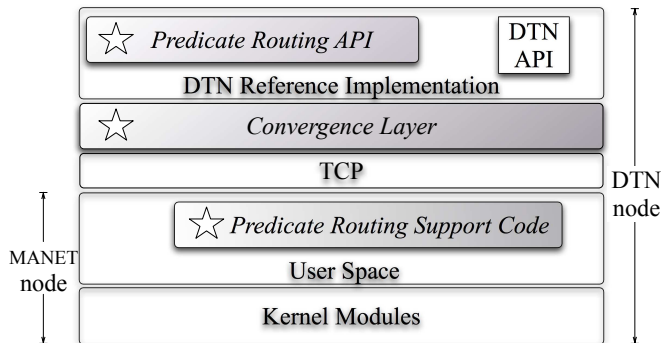 Predicate Routing API
DTN
API
DTN Reference Implementation
Convergence Layer
TCP
DTN
node
Predicate Routing Support Code
MANET
node
User Space
Kernel Modules